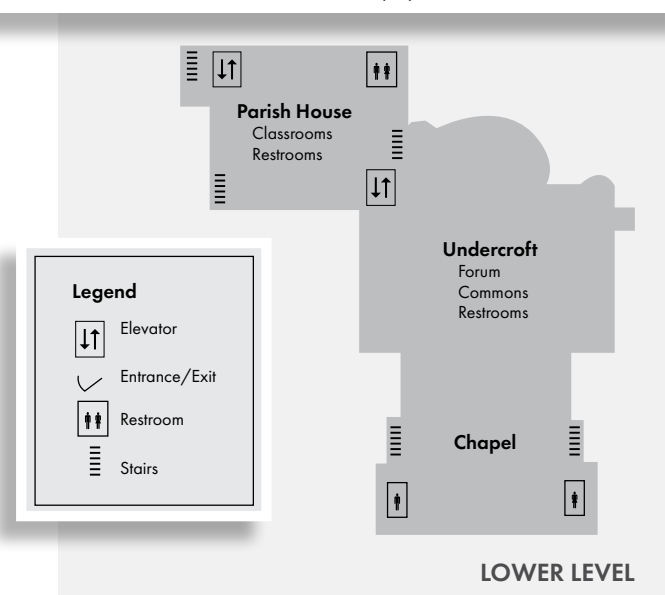 Parish House
Classrooms
Restrooms
Undercroft
Forum
Commons
Restrooms
Legend
Elevator
Entrance/Exit
Restroom
Stairs
Chapel
LOWER LEVEL